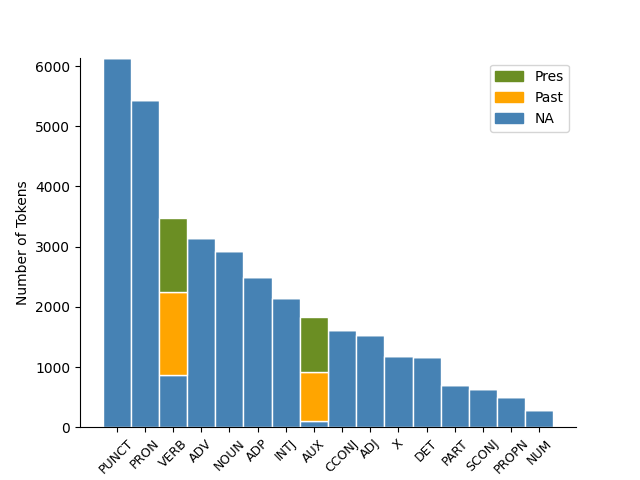 Pres
Past
NA
6000
5000
4000
3000
2000
1000
0
Number of Tokens
PUNCT
PRON
VERB
ADV
NOUN
ADP
INTJ
AUX
CCONJ
ADJ
X
DET
PART
SCONJ
PROPN
NUM